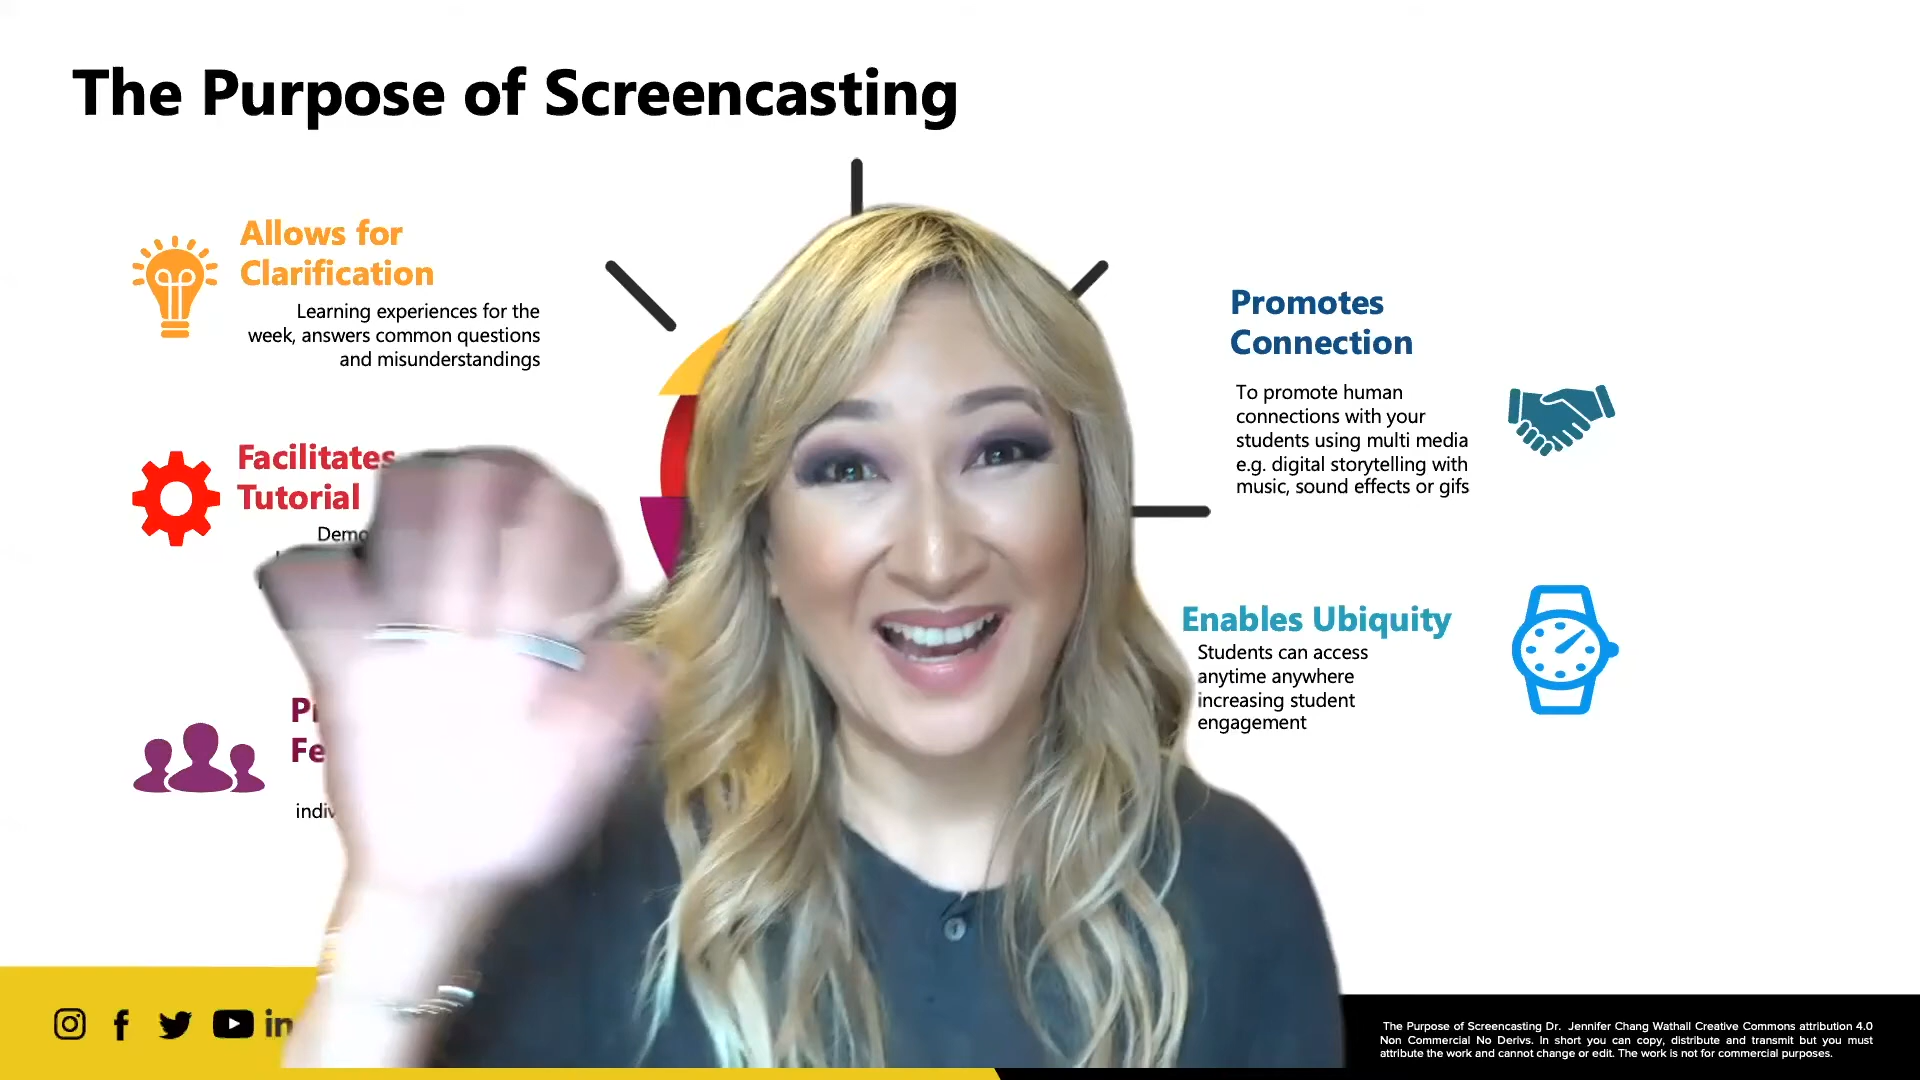 The Purpose of Screencasting
Allows for
Clarification
Learning experiences for the
week, answers common questions
and misunderstandings
Facilitates
Tutorial
Promotes
Connection
To promote human
connections with your
students using multi media
e.g. digital storytelling with
music, sound effects or gifs
Enables Ubiquity
Students can access
anytime anywhere
increasing student
engagement
in
The Purpose of Screencasting Dr. Jennifer Chang Wathall Creative Commons attribution 4.0
Non Commercial No Derivs. In short you can copy, distribute and transmit but you must
attribute the work and cannot change or edit. The work is not for commercial purposes.